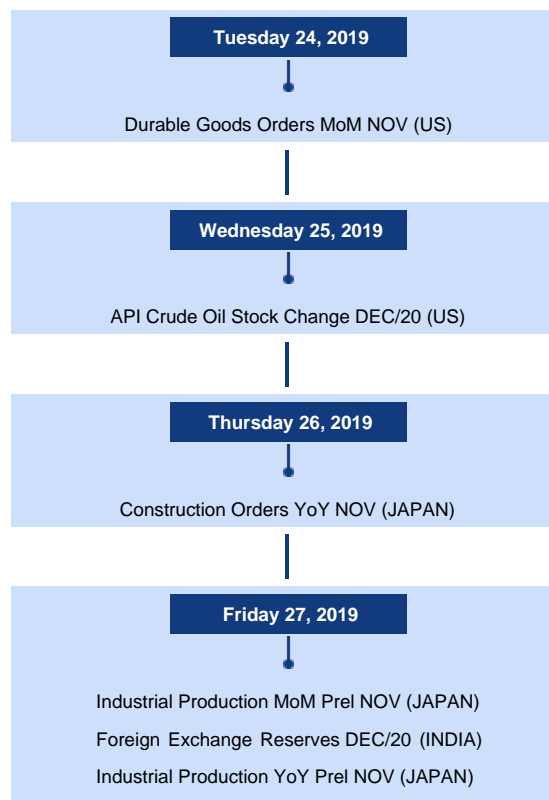 Tuesday 24, 2019
Durable Goods Orders MoM NOV (US)
Wednesday 25, 2019
API Crude Oil Stock Change DEC/20 (US)
Thursday 26, 2019
Construction Orders YoY NOV (JAPAN)
Friday 27, 2019
Industrial Production MoM Prel NOV (JAPAN)
Foreign Exchange Reserves DEC/20 (INDIA)
Industrial Production YoY Prel NOV (JAPAN)